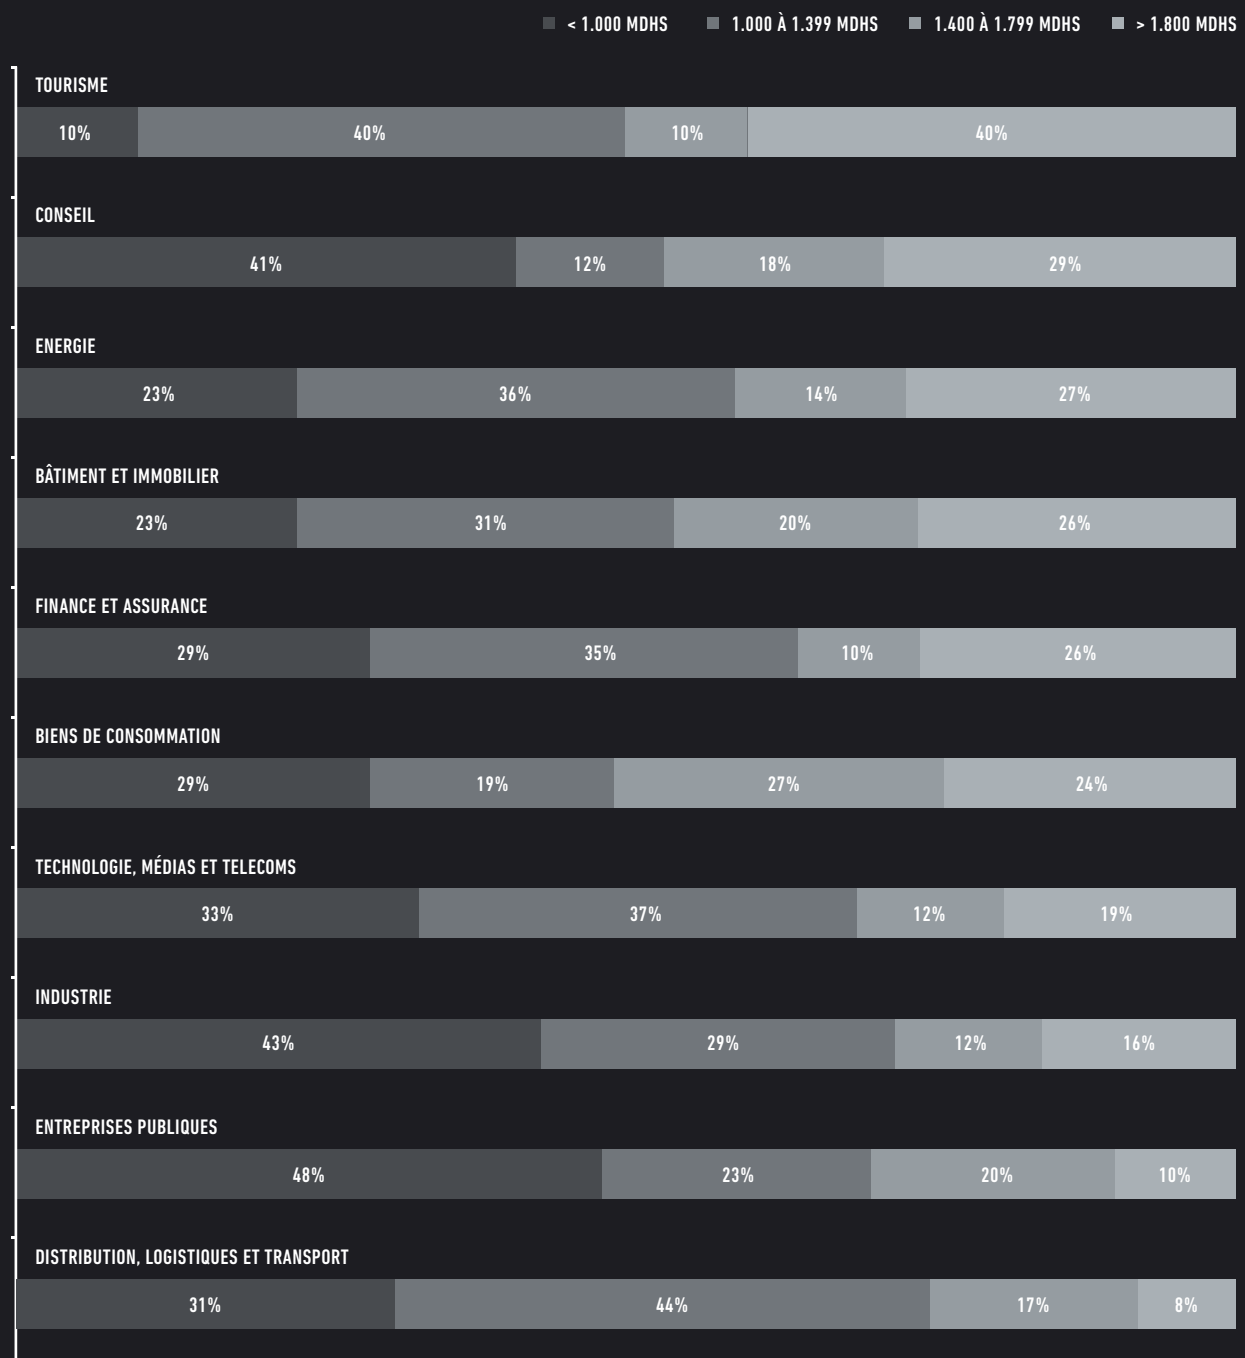 < 1.000 MDHS 1.000 À 1.399 MDHS 1.400 À 1.799 MDHS > 1.800 MDHS
TOURISME
10% 40% 10% 40%
CONSEIL
41% 12% 18% 29%
ENERGIE
23% 36% 14% 27%
BÂTIMENT ET IMMOBILIER
23% 31% 20% 26%
FINANCE ET ASSURANCE
29% 35% 10% 26%
BIENS DE CONSOMMATION
29% 19% 27% 24%
TECHNOLOGIE, MÉDIAS ET TELECOMS
33% 37% 12% 19%
INDUSTRIE
43% 29% 12% 16%
ENTREPRISES PUBLIQUES
48% 23% 20% 10%
DISTRIBUTION, LOGISTIQUES ET TRANSPORT
31% 44% 17% 8%